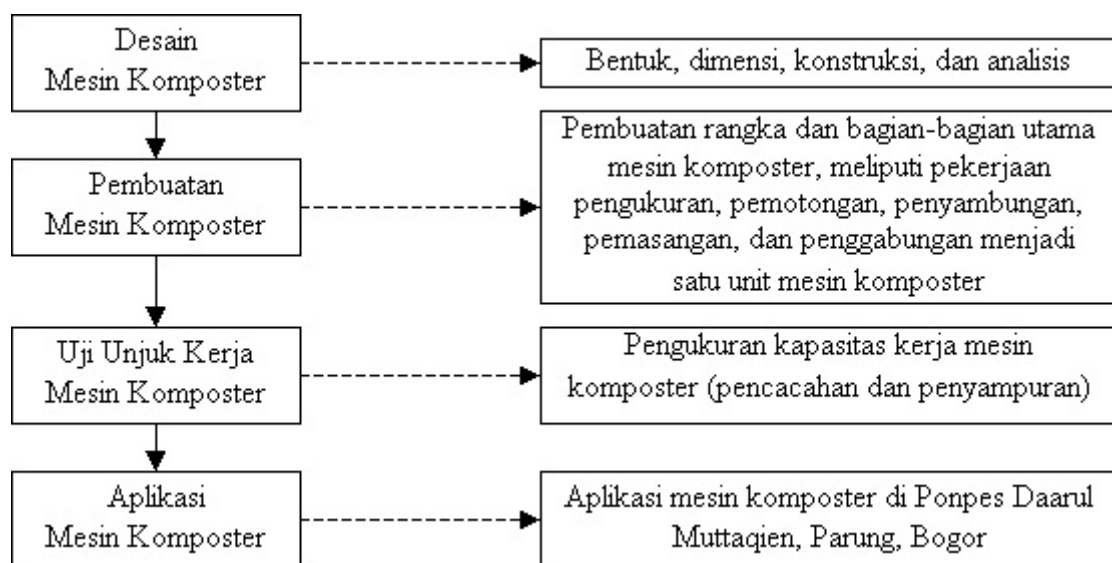 Desain
Mesin Komposter
Bentuk, dimensi, konstruksi, dan analisis
Pembuatan
Mesin Komposter
Pembuatan rangka dan bagian-bagian utama
mesin komposter, meliputi pekerjaan
pengukuran, pemotongan, penyambungan,
pemasangan, dan penggabungan menjadi
satu unit mesin komposter
Uji Unjuk Kerja
Mesin Komposter
Pengukuran kapasitas kerja mesin
komposter (pencacahan dan penyampuran)
Aplikasi
Mesin Komposter
Aplikasi mesin komposter di Ponpes Daarul
Muttaqien, Parung, Bogor